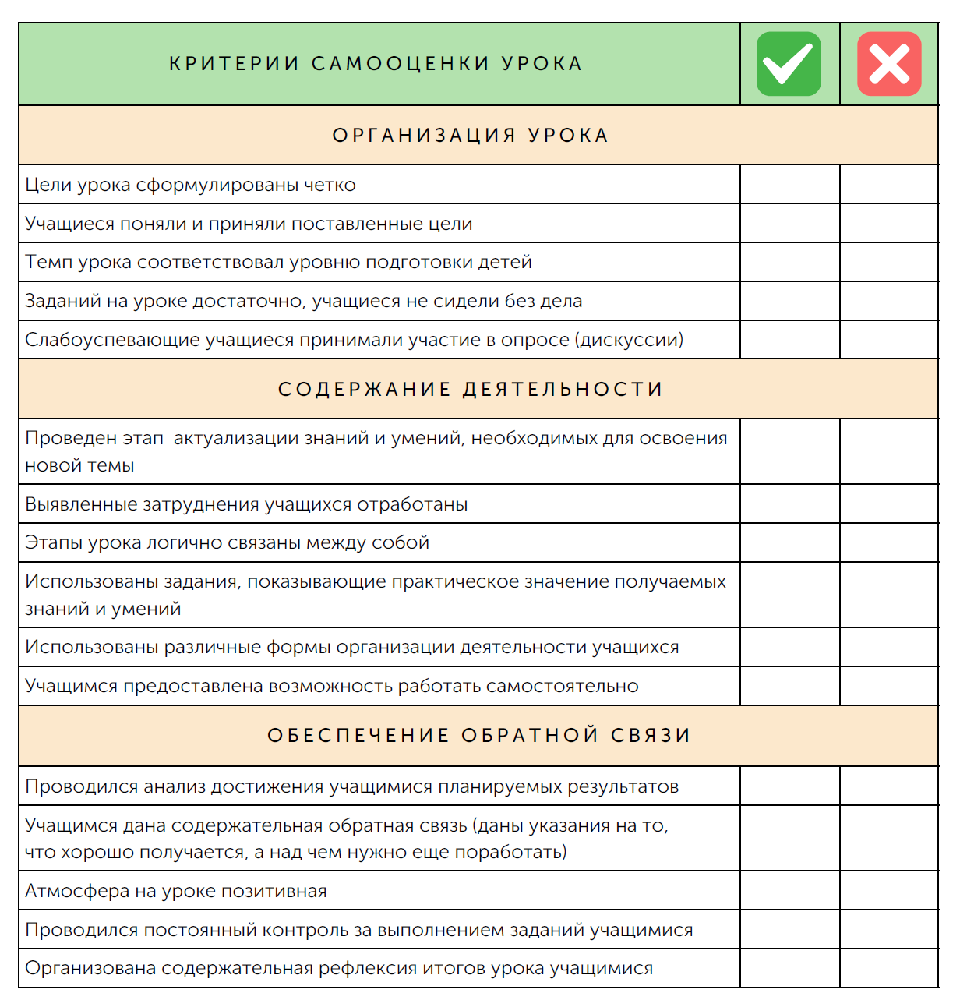 КРИТЕРИИ САМООЦЕНКИ УРОКА
ОРГАНИЗАЦИЯ УРОКА
Цели урока сформулированы четко
Учащиеся поняли и приняли поставленные цели
Темп урока соответствовал уровню подготовки детей
Заданий на уроке достаточно, учащиеся не сидели без дела
Слабоуспевающие учащиеся принимали участие в опросе (дискуссии)
СОДЕРЖАНИЕ ДЕЯТЕЛЬНОСТИ
Проведен этап актуализации знаний и умений, необходимых для освоения
новой темы
Выявленные затруднения учащихся отработаны
Этапы урока логично связаны между собой
Использованы задания, показывающие практическое значение получаемых
знаний и умений
Использованы различные формы организации деятельности учащихся
Учащимся предоставлена возможность работать самостоятельно
ОБЕСПЕЧЕНИЕ ОБРАТНОЙ СВЯЗИ
Проводился анализ достижения учащимися планируемых результатов
Учащимся дана содержательная обратная связь (даны указания на то,
что хорошо получается, а над чем нужно еще поработать)
Атмосфера на уроке позитивная
Проводился постоянный контроль за выполнением заданий учащимися
Организована содержательная рефлексия итогов урока учащимися